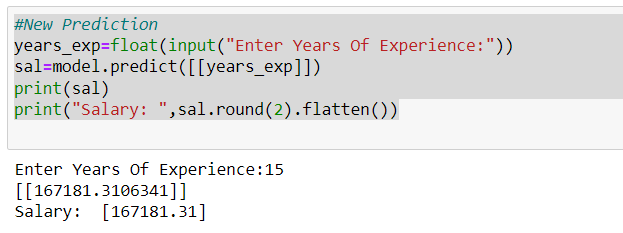 #New Prediction
years_exp=float(input("Enter Years Of Experience:"))
sal=model.predict([[years_exp]])
print(sal)
print("Salary: ",sal.round(2).flatten())
Enter Years Of Experience:15
[[167181.3106341]]
Salary:  [167181.31]